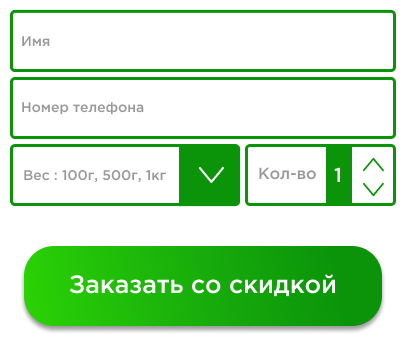 Имя
Номер телефона
Вес : 100г, 500г, 1кг
Кол-во 1
Заказать со скидкой